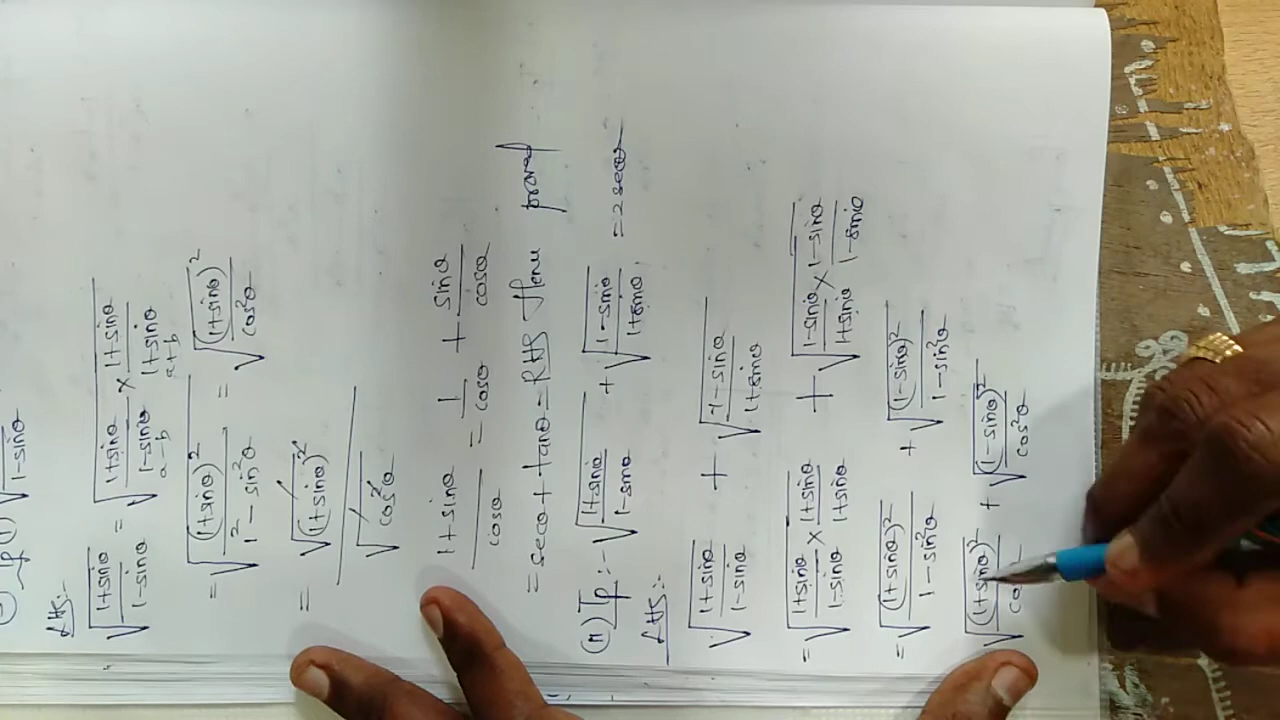 √(1-sinθ
LHS:-
√((1+sinθ)/(1-sinθ)) = √((1+sinθ)/(1-sinθ) × (1+sinθ)/(1+sinθ))
a-b a+b
= √((1+sinθ)²/(1² - sin²θ)) = √((1+sinθ)²/cos²θ)
= √(1+sinθ)²/√cos²θ
(1+sinθ)/cosθ = 1/cosθ + sinθ/cosθ
= secθ + tanθ = RHS Henu proved
(ii) Tp:- √((1+sinθ)/(1-sinθ)) + √((1-sinθ)/(1+sinθ)) = 2secθ
LHS:-
√((1+sinθ)/(1-sinθ)) + √((1-sinθ)/(1+sinθ))
= √((1+sinθ)/(1-sinθ) × (1+sinθ)/(1+sinθ)) + √((1-sinθ)/(1+sinθ) × (1-sinθ)/(1-sinθ))
= √((1+sinθ)²/(1-sin²θ)) + √((1-sinθ)²/(1-sin²θ))
√((1+sinθ)²/co + √((1-sinθ)²/cos²θ)